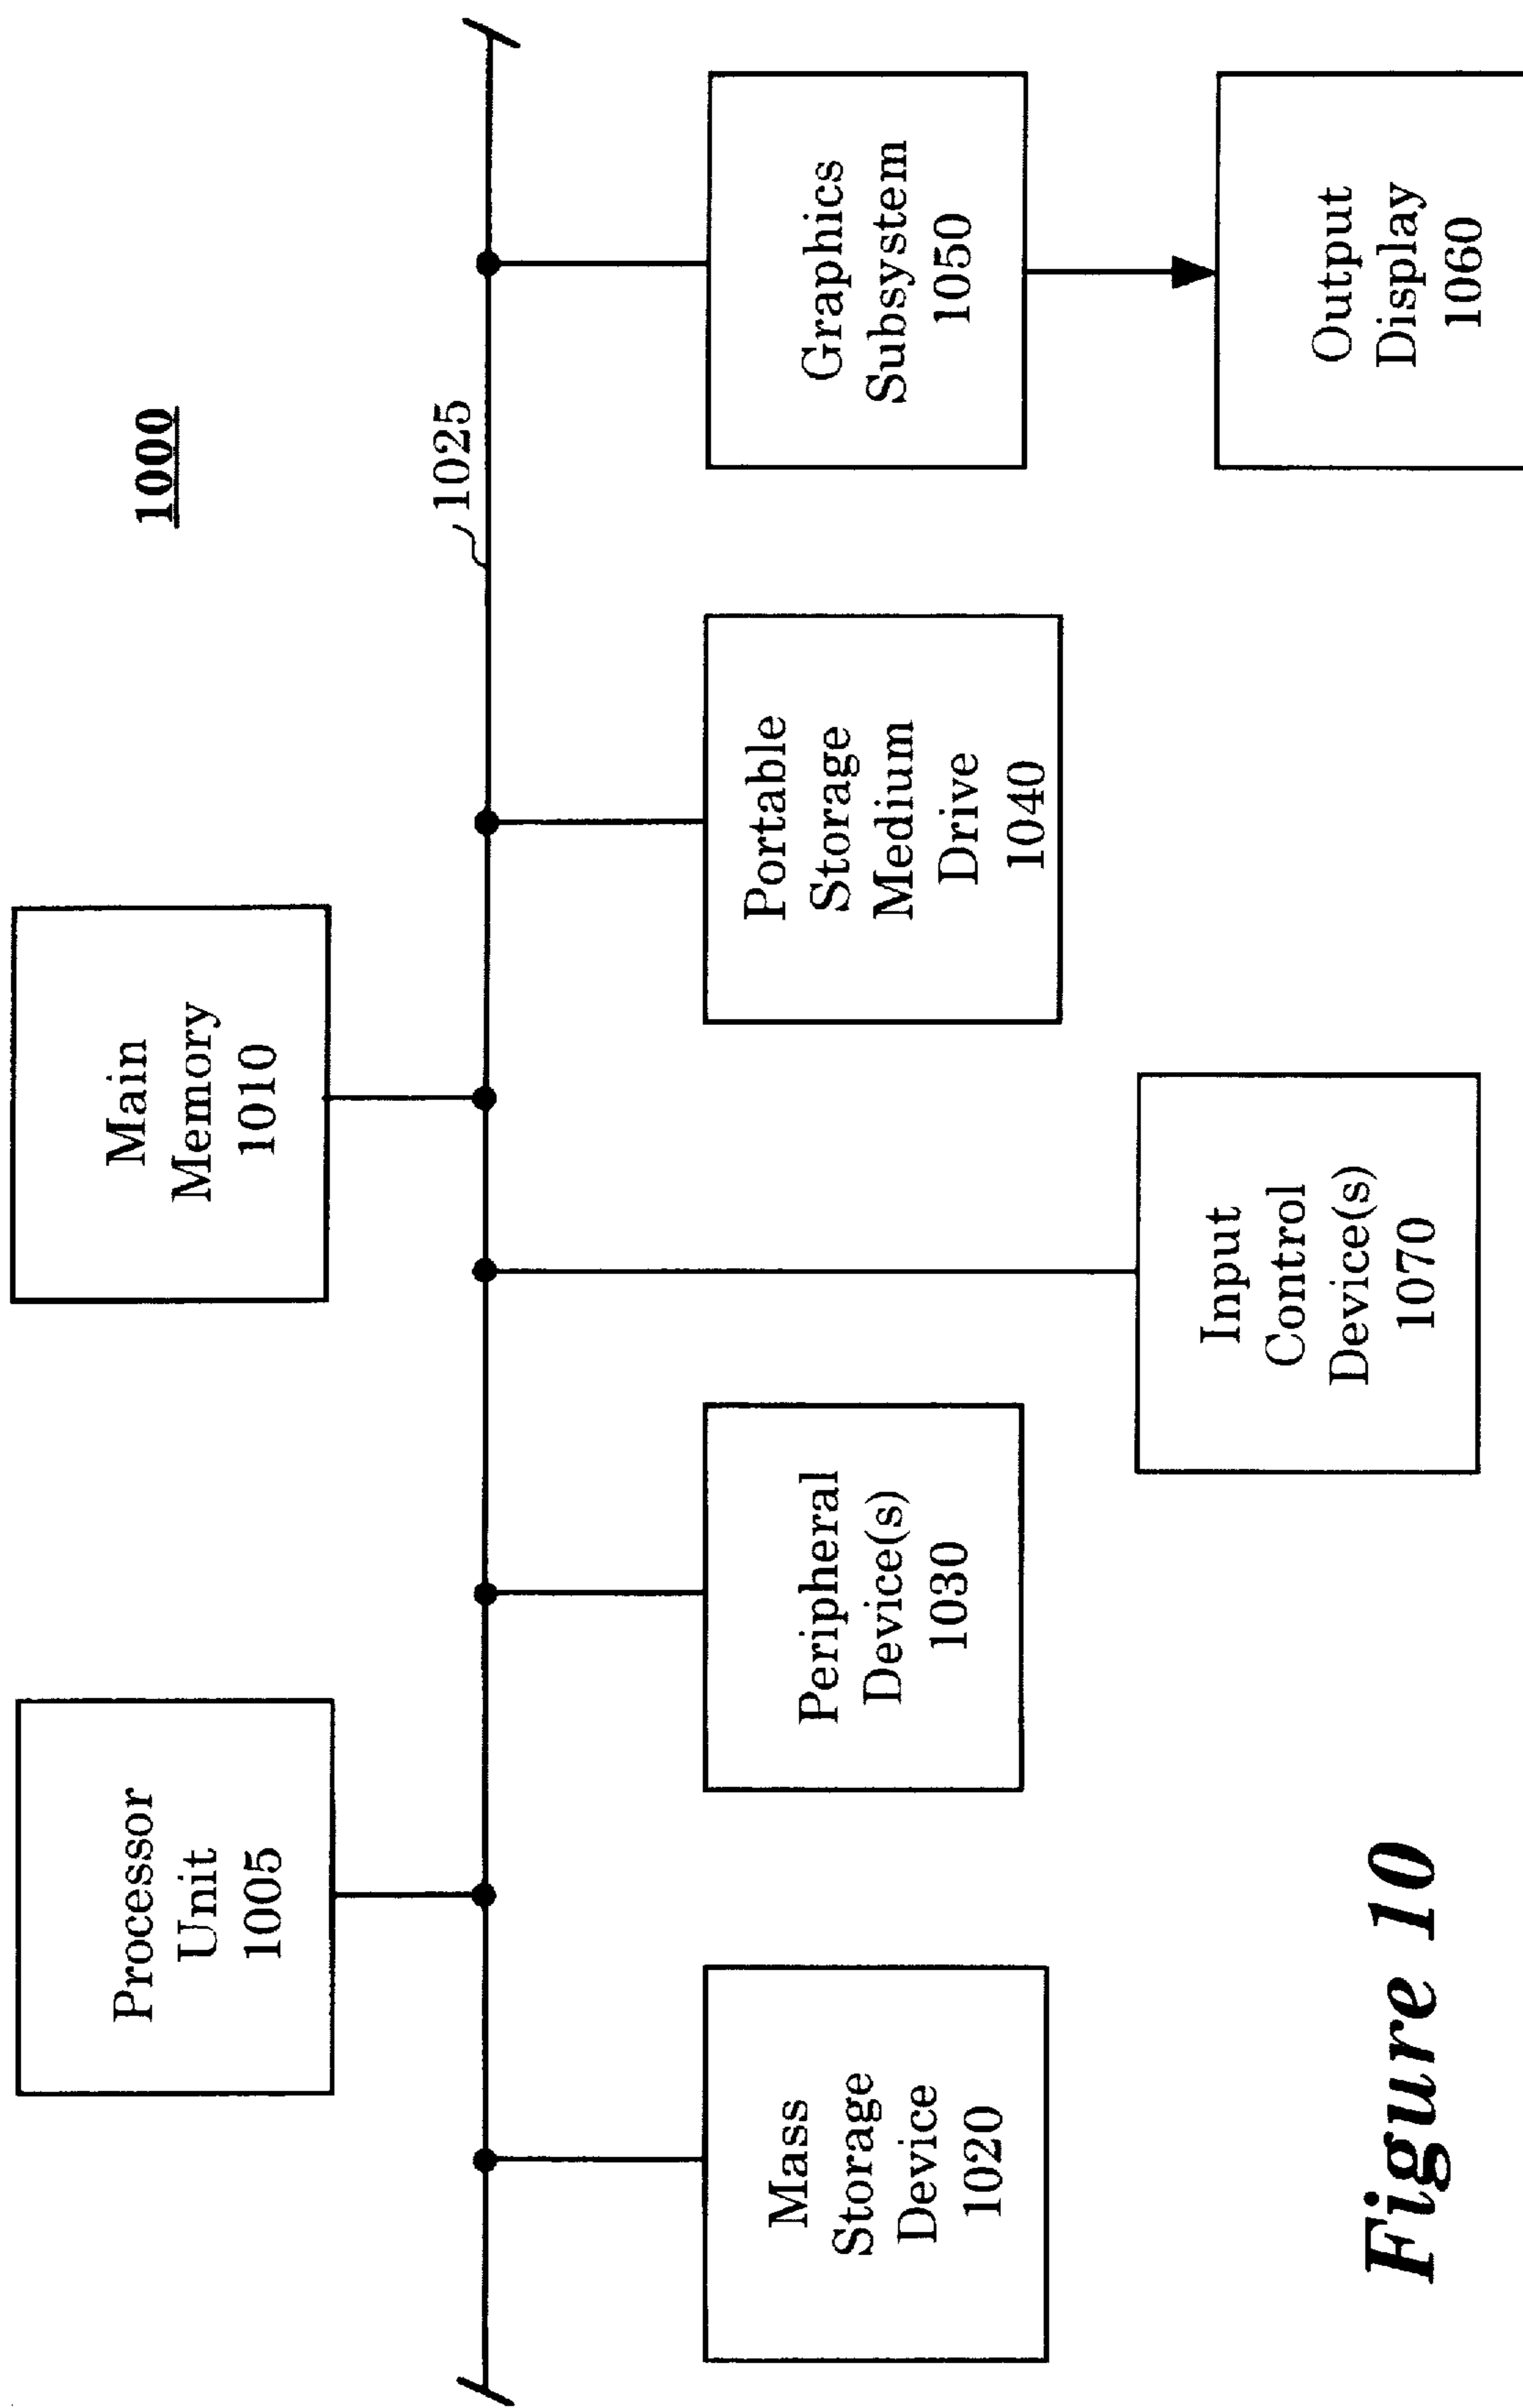 1000
Processor
Unit
1005
Main
Memory
1010
1025
Mass
Storage
Device
1020
Peripheral
Device(s)
1030
Input
Control
Device(s)
1070
Portable
Storage
Medium
Drive
1040
Graphics
Subsystem
1050
Output
Display
1060
Figure 10